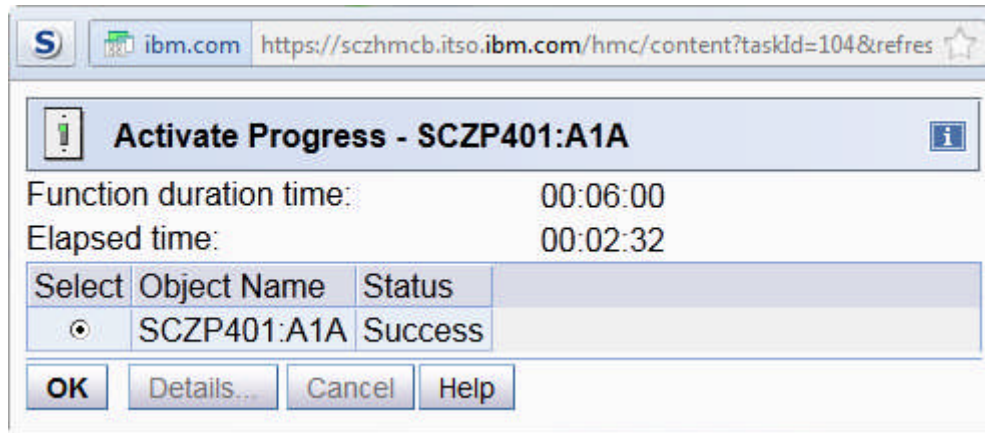 S ibm.com https://sczhmcb.itso.ibm.com/hmc/content?taskId=104&refres
Activate Progress - SCZP401:A1A i
Function duration time: 00:06:00
Elapsed time: 00:02:32
Select Object Name Status
SCZP401:A1A Success
OK Details... Cancel Help